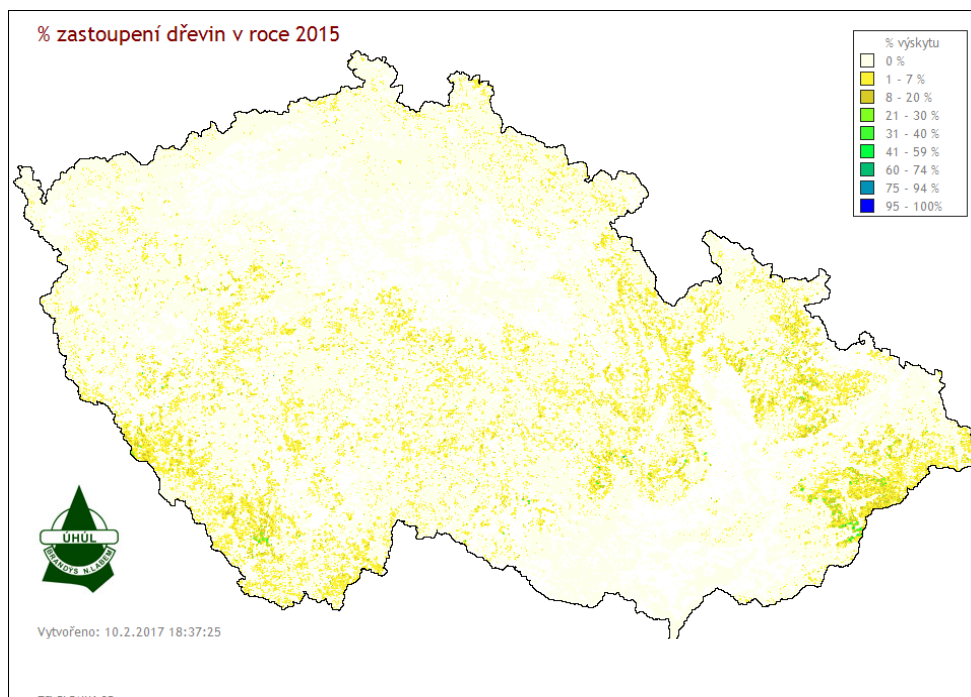 % zastoupení dřevin v roce 2015
% výskytu
0 %
1 - 7 %
8 - 20 %
21 - 30 %
31 - 40 %
41 - 59 %
60 - 74 %
75 - 94 %
95 - 100%
ÚHÚL
BRANDÝS N.LABEM
Vytvořeno: 10.2.2017 18:37:25